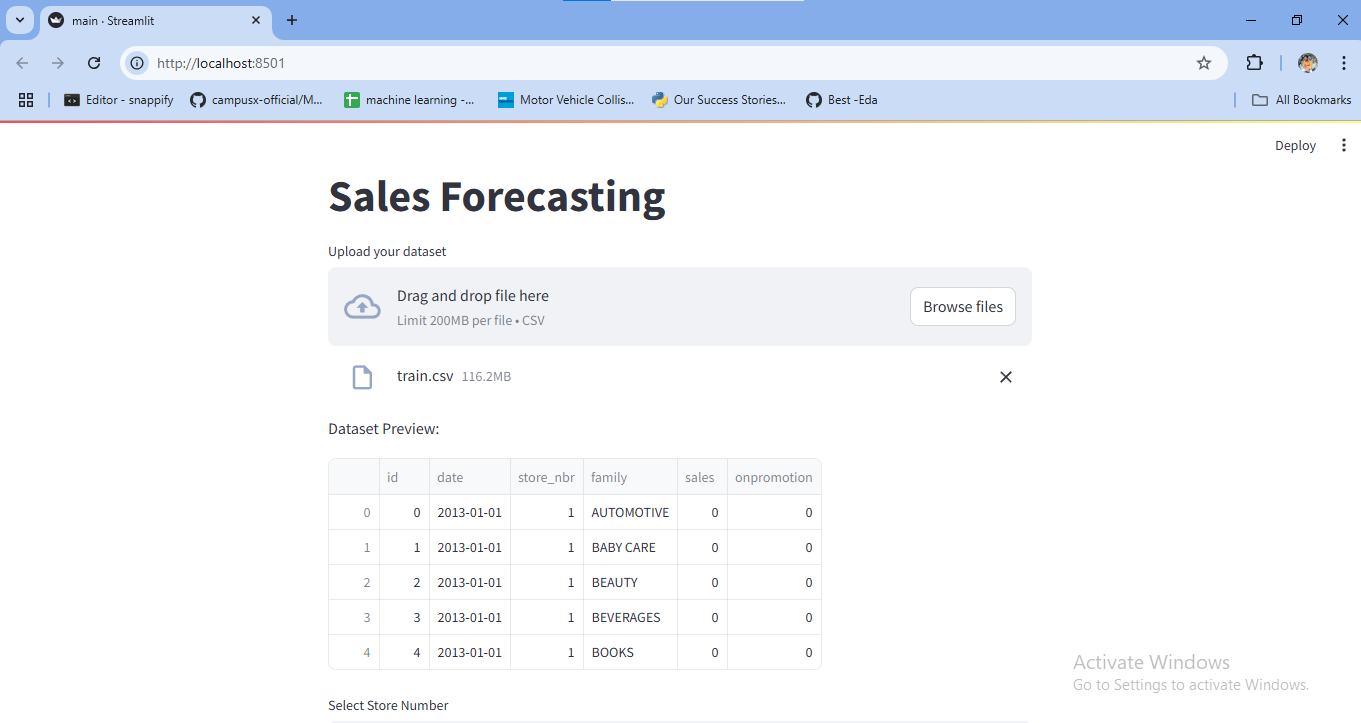 main · Streamlit
http://localhost:8501
Editor - snappify campusx-official/M... machine learning -... Motor Vehicle Collis... Our Success Stories... Best -Eda All Bookmarks
Deploy
Sales Forecasting
Upload your dataset
Drag and drop file here
Limit 200MB per file • CSV
Browse files
train.csv 116.2MB
Dataset Preview:
id date store_nbr family sales onpromotion
0 0 2013-01-01 1 AUTOMOTIVE 0 0
1 1 2013-01-01 1 BABY CARE 0 0
2 2 2013-01-01 1 BEAUTY 0 0
3 3 2013-01-01 1 BEVERAGES 0 0
4 4 2013-01-01 1 BOOKS 0 0
Activate Windows
Go to Settings to activate Windows.
Select Store Number